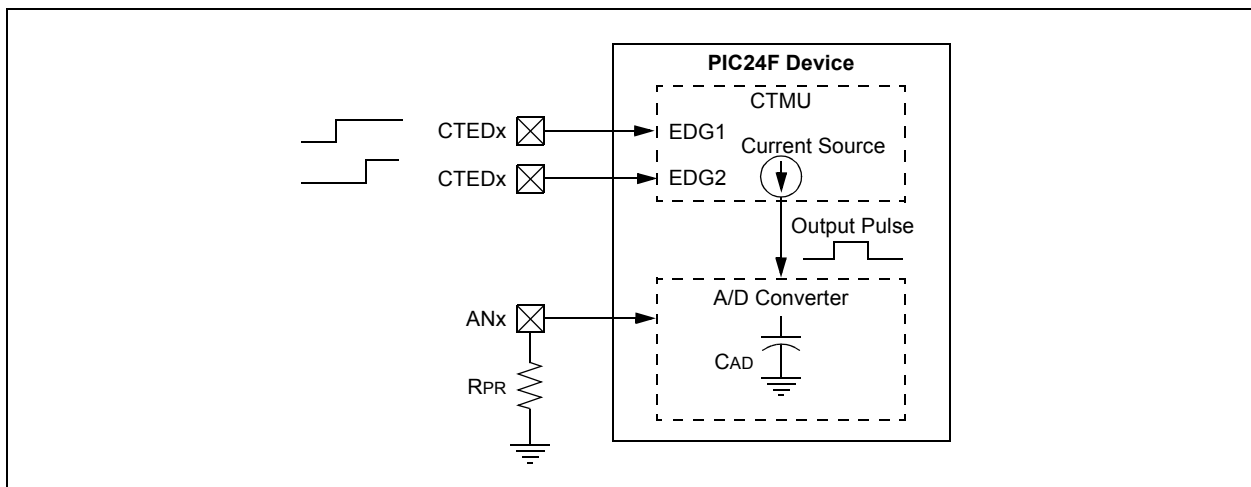 PIC24F Device
CTMU
CTEDx
EDG1
Current Source
CTEDx
EDG2
Output Pulse
A/D Converter
ANx
CAD
RPR